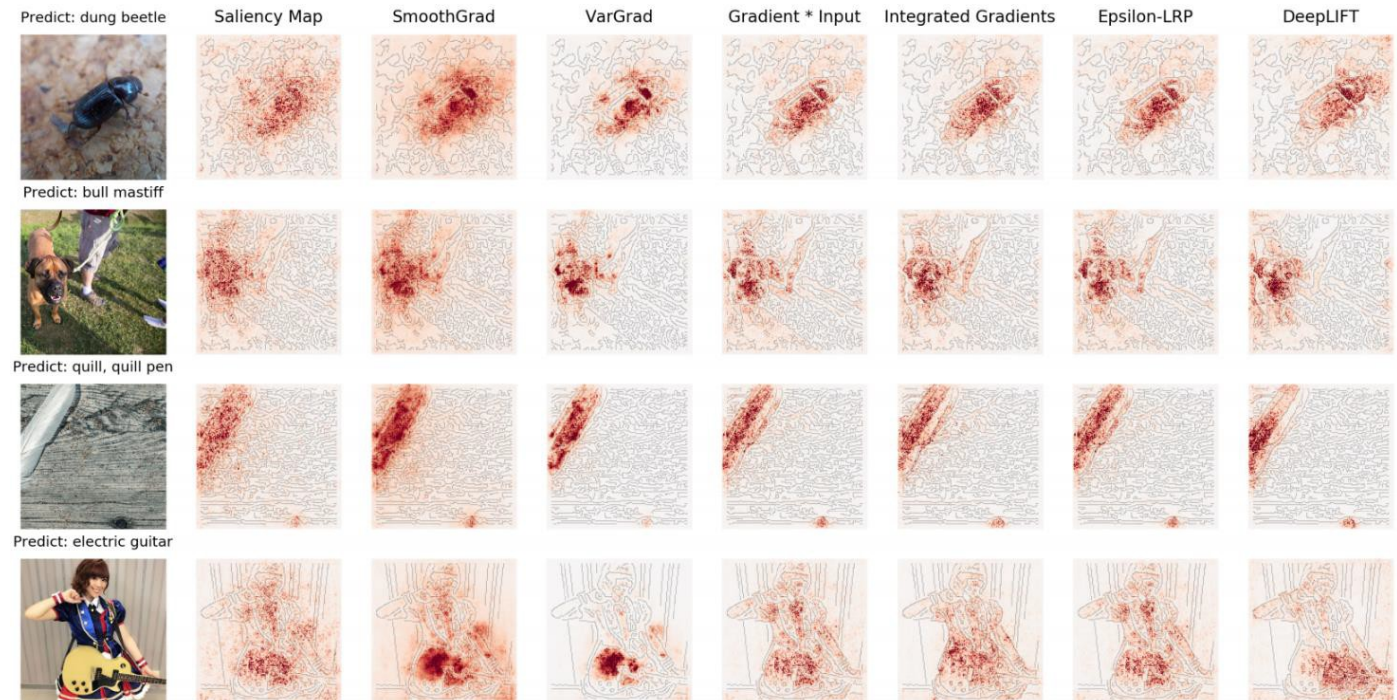 Predict: dung beetle
Saliency Map
SmoothGrad
VarGrad
Gradient * Input
Integrated Gradients
Epsilon-LRP
DeepLIFT
Predict: bull mastiff
Predict: quill, quill pen
Predict: electric guitar